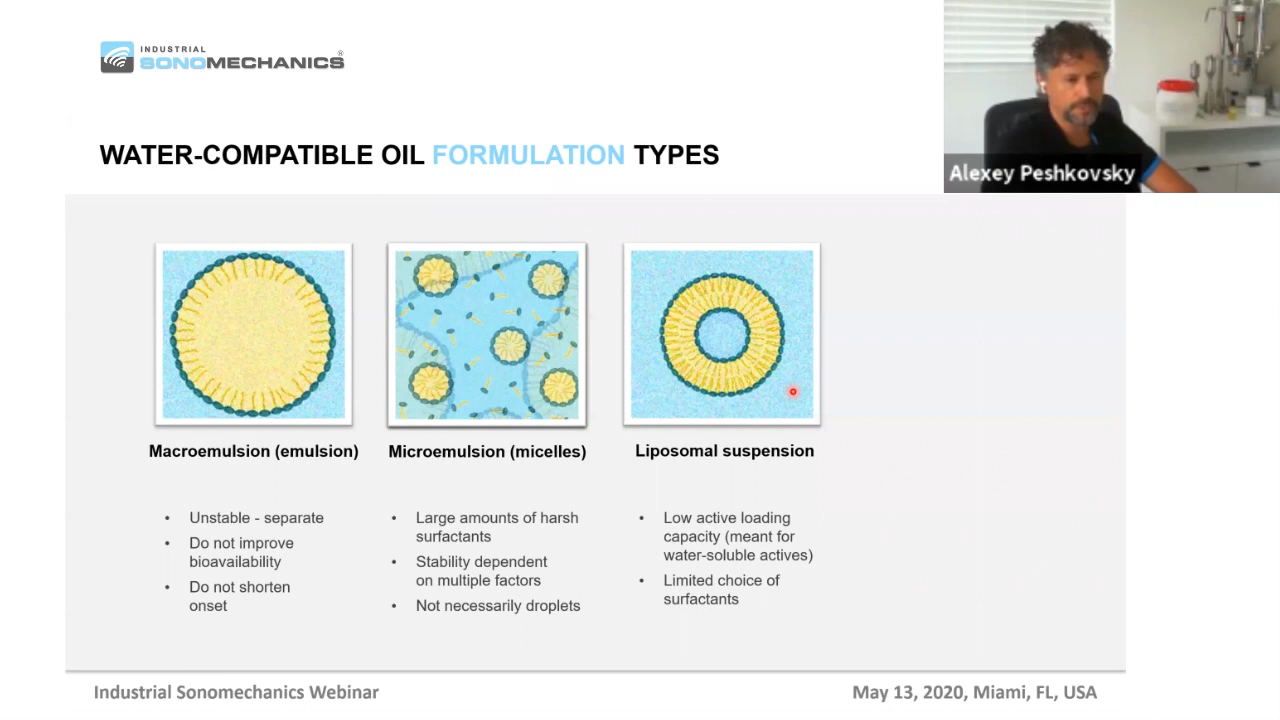 INDUSTRIAL
SONOMECHANICS®
WATER-COMPATIBLE OIL FORMULATION TYPES
Alexey Peshkovsky
Macroemulsion (emulsion)
• Unstable - separate
• Do not improve
bioavailability
• Do not shorten
onset
Microemulsion (micelles)
• Large amounts of harsh
surfactants
• Stability dependent
on multiple factors
• Not necessarily droplets
Liposomal suspension
• Low active loading
capacity (meant for
water-soluble actives)
• Limited choice of
surfactants
Industrial Sonomechanics Webinar
May 13, 2020, Miami, FL, USA